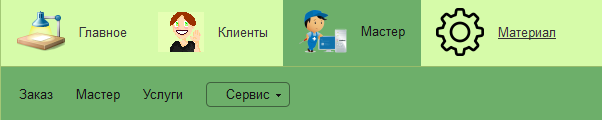 Главное Клиенты Мастер Материал
Заказ Мастер Услуги Сервис